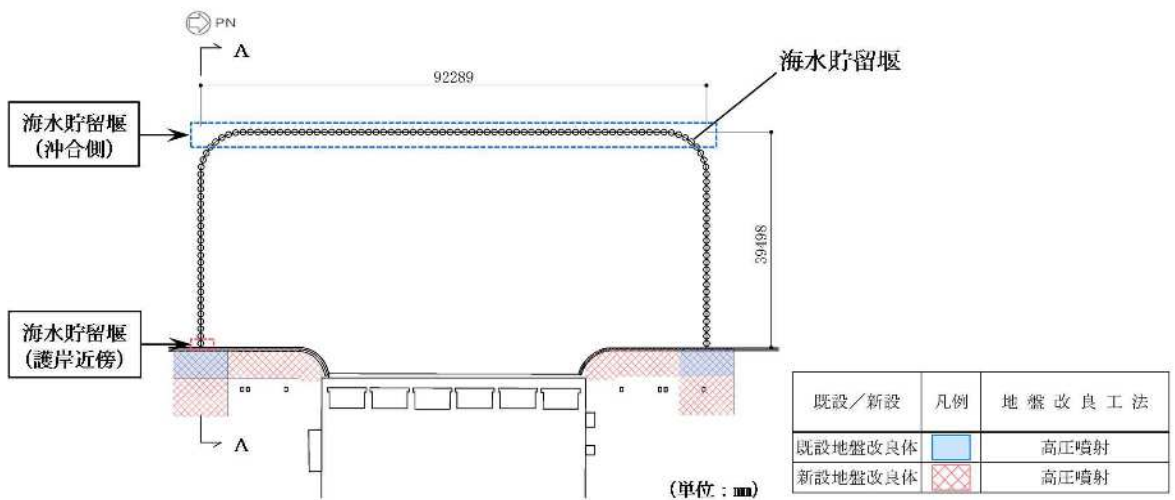 PN
A
92289
海水貯留堰
海水貯留堰
(沖合側)
39498
海水貯留堰
(護岸近傍)
A
(単位:㎜)
既設/新設 凡例 地盤改良工法
既設地盤改良体 高圧噴射
新設地盤改良体 高圧噴射